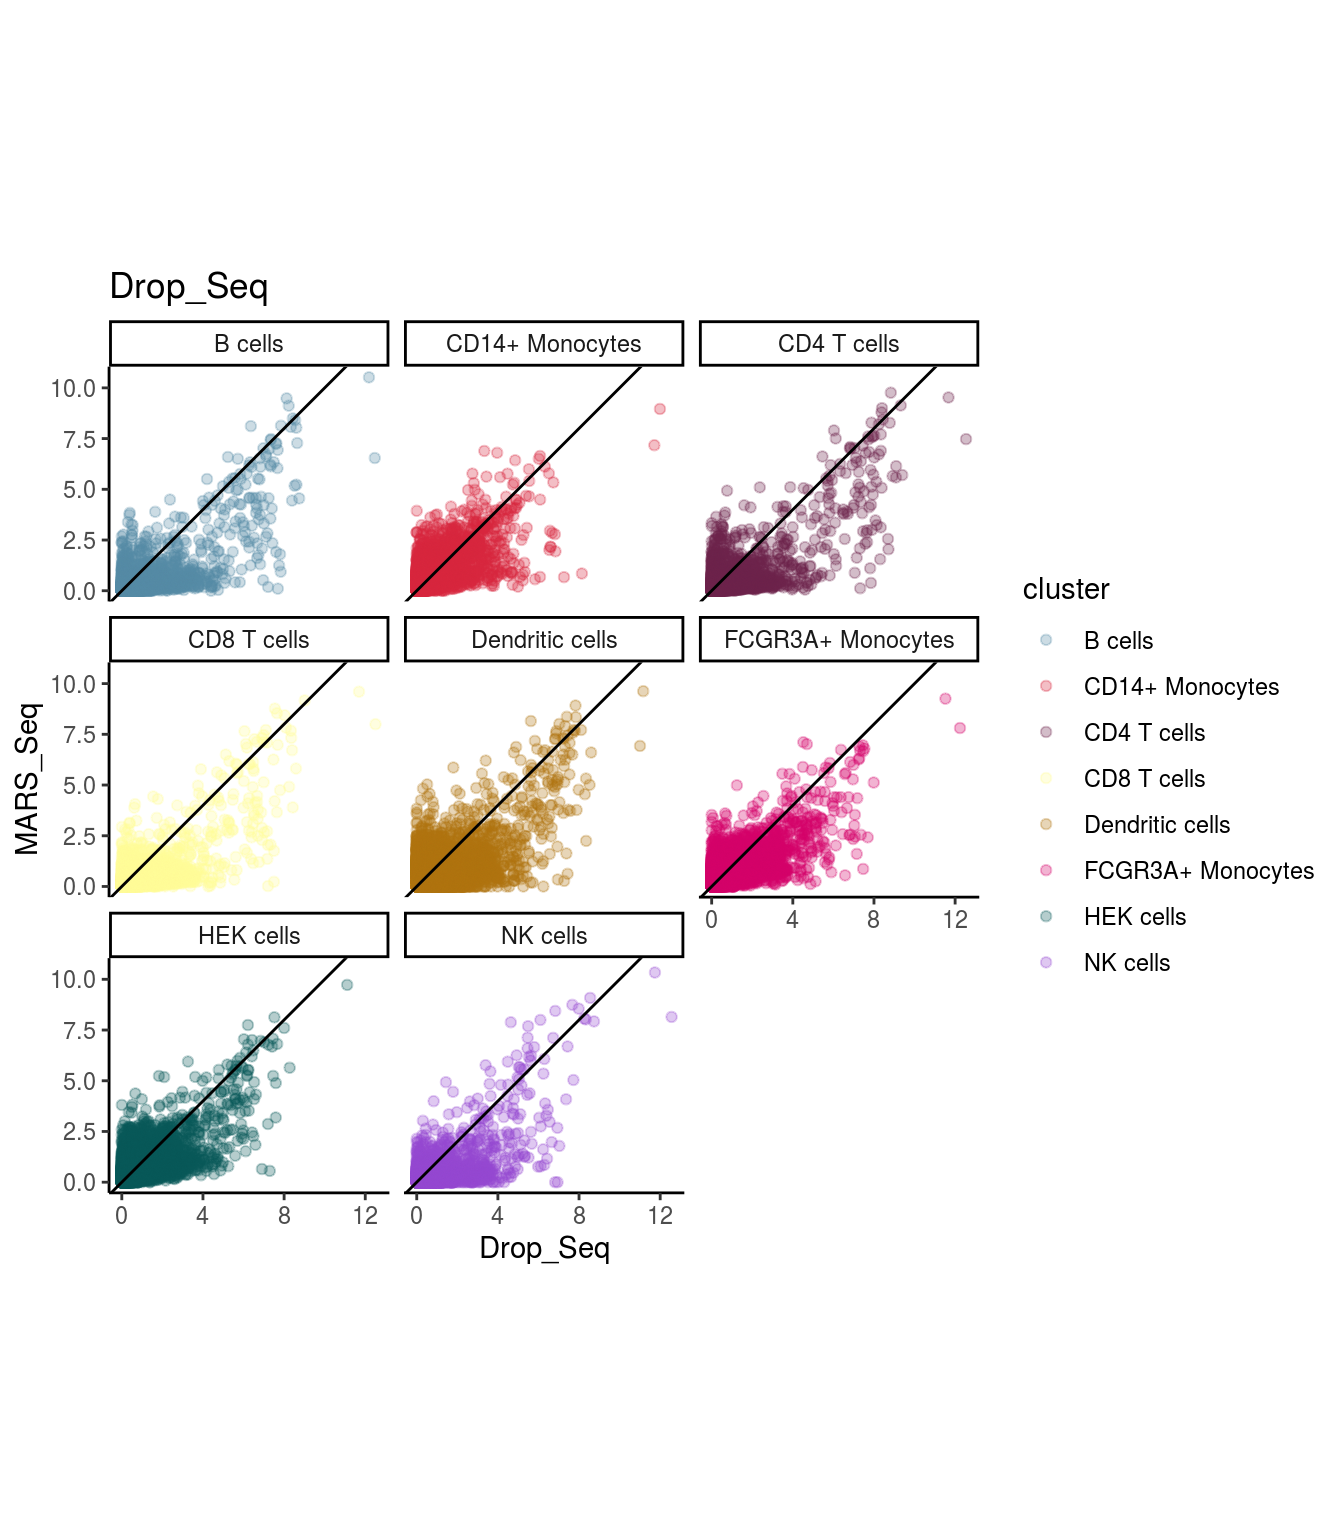 Drop_Seq
B cells
CD14+ Monocytes
CD4 T cells
10.0
7.5
5.0
2.5
0.0
CD8 T cells
Dendritic cells
FCGR3A+ Monocytes
10.0
7.5
5.0
2.5
0.0
0 4 8 12
HEK cells
NK cells
10.0
7.5
5.0
2.5
0.0
0 4 8 12
0 4 8 12
MARS_Seq
Drop_Seq
cluster
B cells
CD14+ Monocytes
CD4 T cells
CD8 T cells
Dendritic cells
FCGR3A+ Monocytes
HEK cells
NK cells